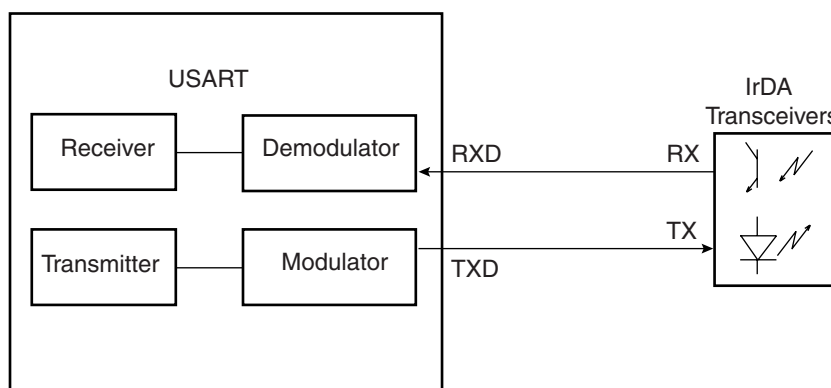 USART
IrDA
Transceivers
Receiver
Demodulator
RXD
RX
Transmitter
Modulator
TX
TXD